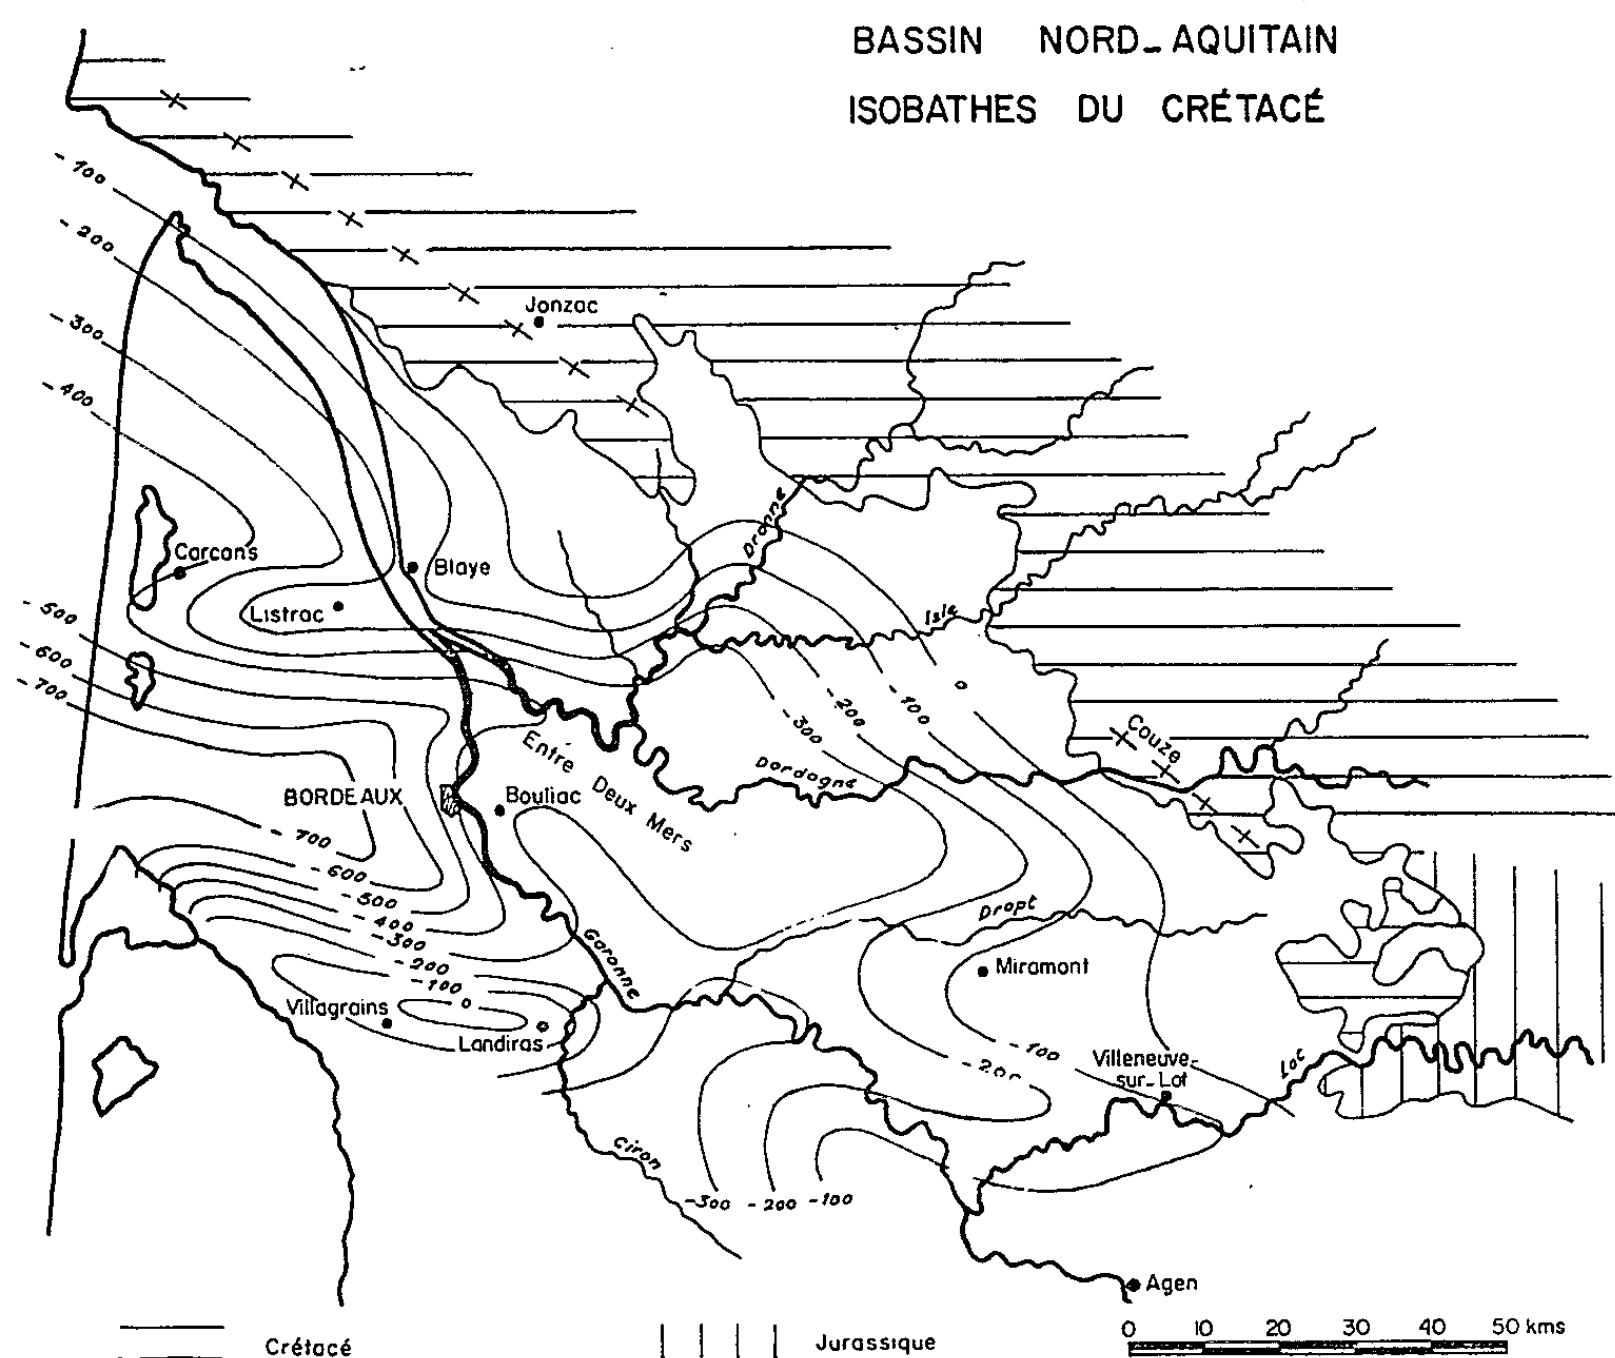 BASSIN NORD_AQUITAIN
ISOBATHES DU CRÉTACÉ
-100
-200
-300
-400
Jonzac
Dronne
Carcans
Blaye
Listrac
Isle
-500
-600
-700
0
-100
-200
-300
Couze
Entre Deux Mers
Dordogne
BORDEAUX
Bouliac
-700
-600
-500
-400
-300
-200
-100
0
Dropt
Garonne
Miramont
Villagrains
Landiras
-100
-200
Villeneuve-
sur_Lot
Lot
Ciron
-300 -200 -100
Agen
Crétacé
Jurassique
0 10 20 30 40 50 kms